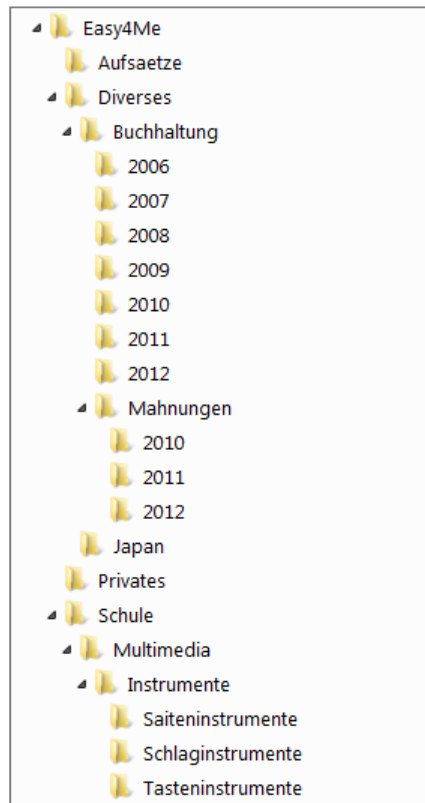 Easy4Me
Aufsaetze
Diverses
Buchhaltung
2006
2007
2008
2009
2010
2011
2012
Mahnungen
2010
2011
2012
Japan
Privates
Schule
Multimedia
Instrumente
Saiteninstrumente
Schlaginstrumente
Tasteninstrumente